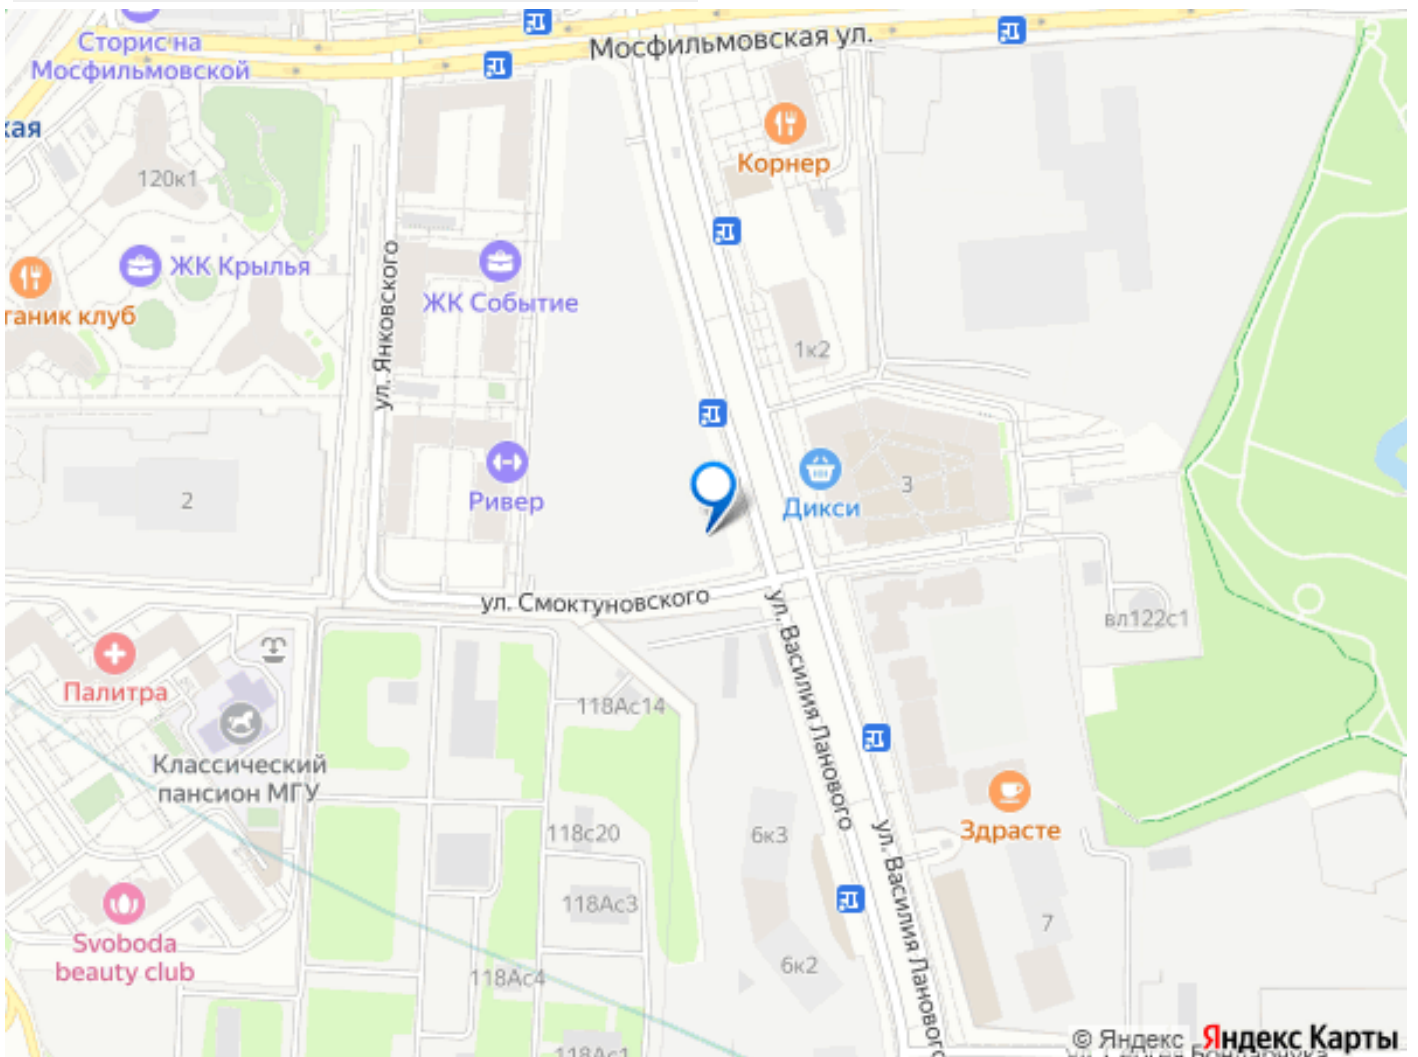 Сторис на
Мосфильмовской
Мосфильмовская ул.
кая
Корнер
120к1
ул. Янковского
ЖК Крылья
ЖК Событие
ганик клуб
1к2
3
Дикси
Ривер
2
ул. Смоктуновского
вл122с1
ул. Василия Ланового
Палитра
118Ас14
Классический
пансион МГУ
118с20
6к3
Здрасте
ул. Василия Ланового
118Ас3
7
Svoboda
beauty club
118Ас4
6к2
118Ас1
© Яндекс Яндекс Карты